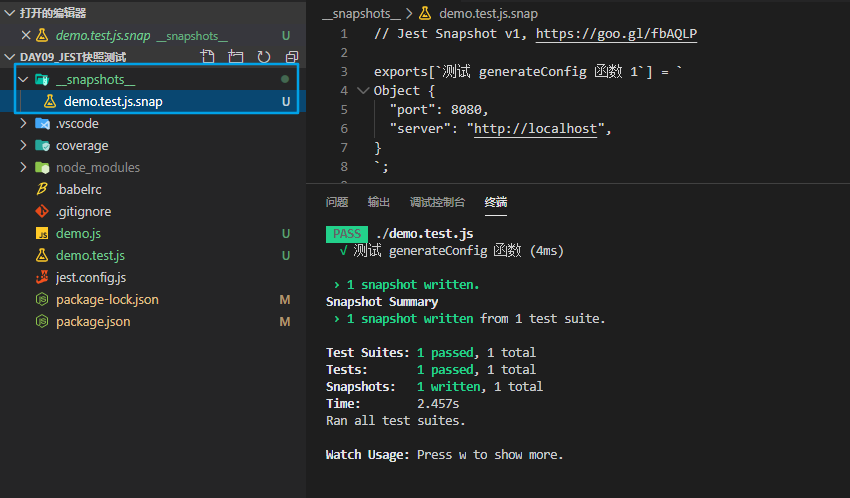 打开的编辑器
demo.test.js.snap __snapshots__ U
DAY09_JEST快照测试
__snapshots__
demo.test.js.snap U
.vscode
coverage
node_modules
.babelrc
.gitignore
demo.js U
demo.test.js U
jest.config.js
package-lock.json M
package.json M
__snapshots__ > demo.test.js.snap
1 // Jest Snapshot v1, https://goo.gl/fbAQLP
2
3 exports[`测试 generateConfig 函数 1`] = `
4 Object {
5 "port": 8080,
6 "server": "http://localhost",
7 }
8 `;
问题 输出 调试控制台 终端
PASS ./demo.test.js
√ 测试 generateConfig 函数 (4ms)
› 1 snapshot written.
Snapshot Summary
› 1 snapshot written from 1 test suite.
Test Suites: 1 passed, 1 total
Tests: 1 passed, 1 total
Snapshots: 1 written, 1 total
Time: 2.457s
Ran all test suites.
Watch Usage: Press w to show more.